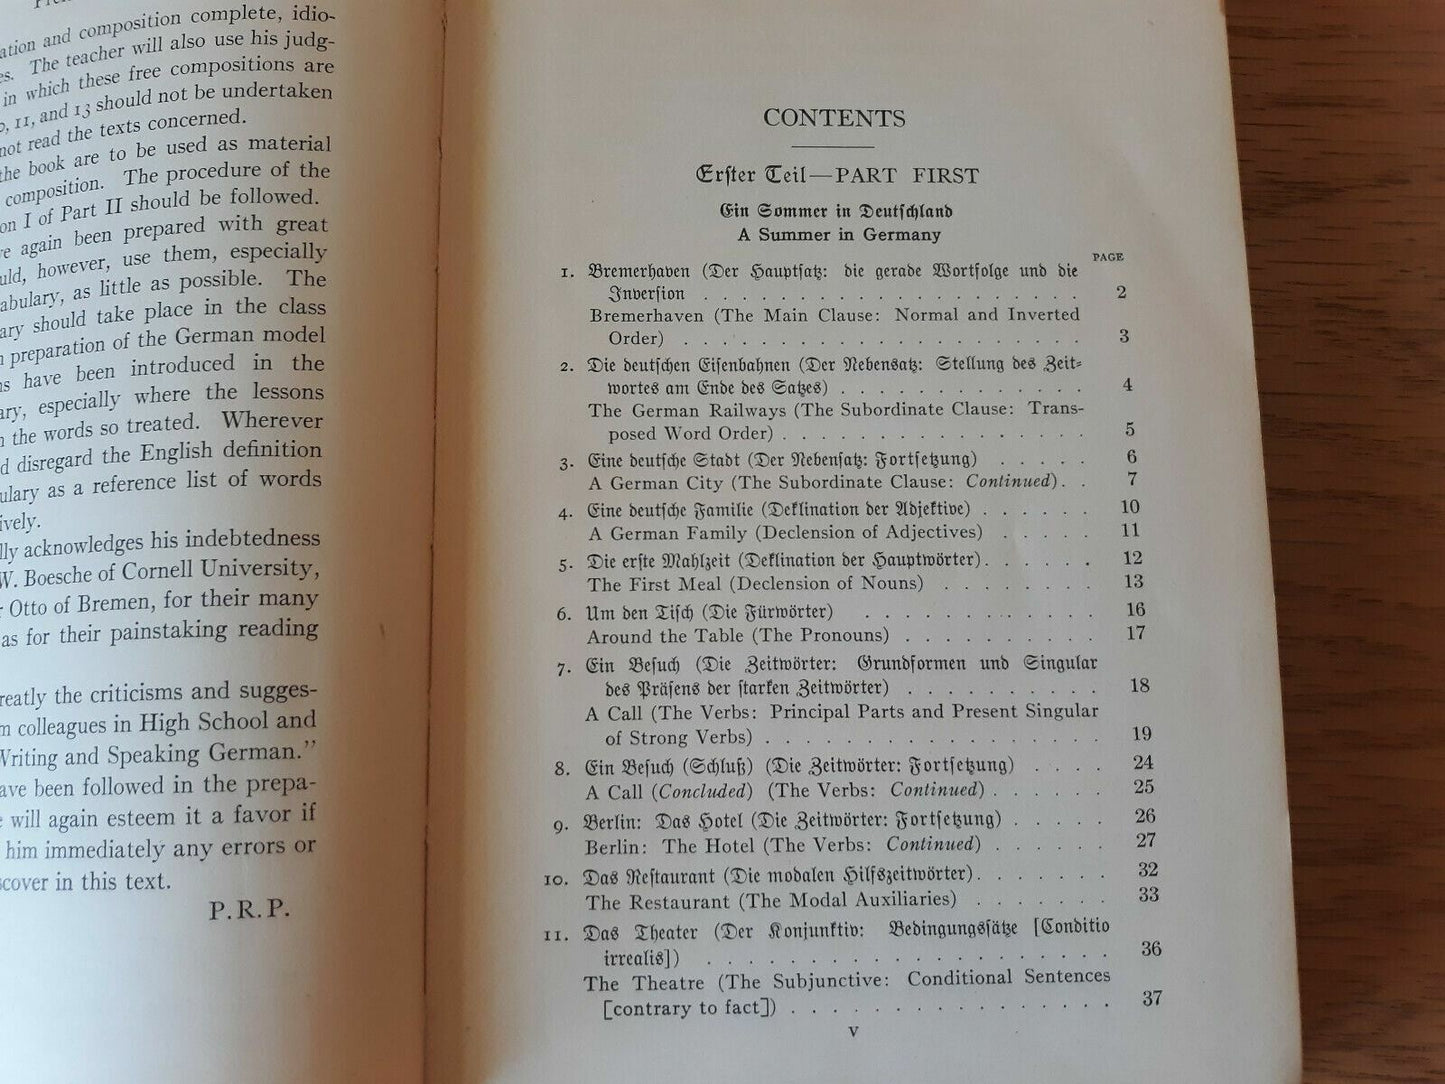 ation and composition complete, idio-
es. The teacher will also use his judg-
in which these free compositions are
11, and 13 should not be undertaken
not read the texts concerned.
the book are to be used as material
composition. The procedure of the
on I of Part II should be followed.
again been prepared with great
uld, however, use them, especially
abulary, as little as possible. The
ary should take place in the class
preparation of the German model
ns have been introduced in the
ary, especially where the lessons
the words so treated. Wherever
d disregard the English definition
ulary as a reference list of words
ively.
lly acknowledges his indebtedness
W. Boesche of Cornell University,
Otto of Bremen, for their many
as for their painstaking reading
reatly the criticisms and sugges-
m colleagues in High School and
Writing and Speaking German.”
ave been followed in the prepa-
will again esteem it a favor if
him immediately any errors or
scover in this text.
P. R. P.
CONTENTS
Erſter Teil—PART FIRST
Ein Sommer in Deutſchland
A Summer in Germany
PAGE
1. Bremerhaven (Der Hauptſatz: die gerade Wortfolge und die
Inverſion . . . . . . . . . . . . . . . . . . . 2
Bremerhaven (The Main Clause: Normal and Inverted
Order) . . . . . . . . . . . . . . . . . . . . 3
2. Die deutſchen Eiſenbahnen (Der Nebensatz: Stellung des Zeit-
wortes am Ende des Satzes) . . . . . . . . . . . . 4
The German Railways (The Subordinate Clause: Trans-
posed Word Order) . . . . . . . . . . . . . . . 5
3. Eine deutſche Stadt (Der Nebenſatz: Fortſetzung) . . . . . 6
A German City (The Subordinate Clause: Continued) . . 7
4. Eine deutſche Familie (Deklination der Adjektive) . . . . . . 10
A German Family (Declension of Adjectives) . . . . . 11
5. Die erſte Mahlzeit (Deklination der Hauptwörter) . . . . . . 12
The First Meal (Declension of Nouns) . . . . . . . . 13
6. Um den Tiſch (Die Fürwörter) . . . . . . . . . . . 16
Around the Table (The Pronouns) . . . . . . . . . . 17
7. Ein Beſuch (Die Zeitwörter: Grundformen und Singular
des Präſens der ſtarken Zeitwörter) . . . . . . . . . . 18
A Call (The Verbs: Principal Parts and Present Singular
of Strong Verbs) . . . . . . . . . . . . . . . . . 19
8. Ein Beſuch (Schluß) (Die Zeitwörter: Fortſetzung) . . . . 24
A Call (Concluded) (The Verbs: Continued) . . . . . . 25
9. Berlin: Das Hotel (Die Zeitwörter: Fortſetzung) . . . . . 26
Berlin: The Hotel (The Verbs: Continued) . . . . . . 27
10. Das Reſtaurant (Die modalen Hilfszeitwörter) . . . . . . . 32
The Restaurant (The Modal Auxiliaries) . . . . . . . 33
11. Das Theater (Der Konjunktiv: Bedingungsſätze [Conditio
irrealis]) . . . . . . . . . . . . . . . . . . . . 36
The Theatre (The Subjunctive: Conditional Sentences
[contrary to fact]) . . . . . . . . . . . . . . . . 37
v